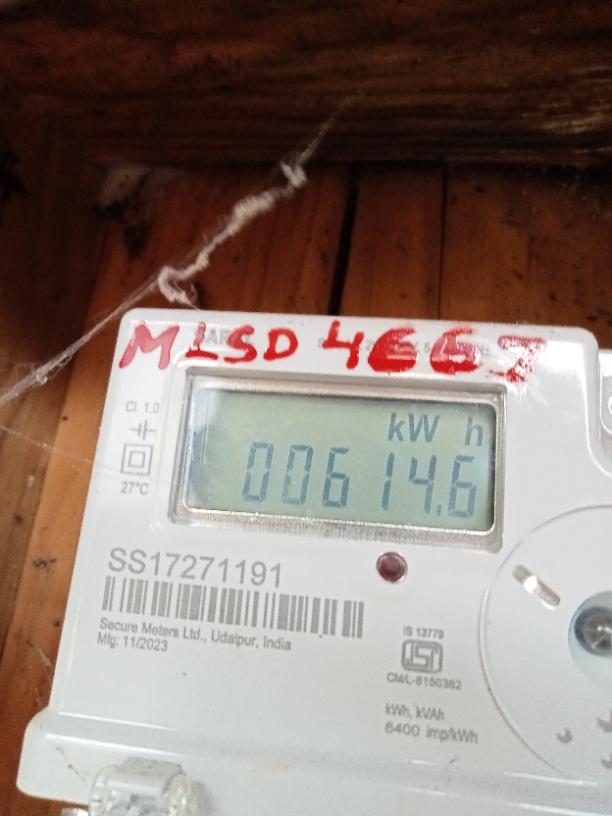 MLSD 4667
Cl. 1.0
27°C
kW h
00614.6
SS17271191
Secure Meters Ltd., Udaipur, India
Mfg: 11/2023
IS 13779
ISI
CM/L-8150362
kWh, kVAh
6400 imp/kWh